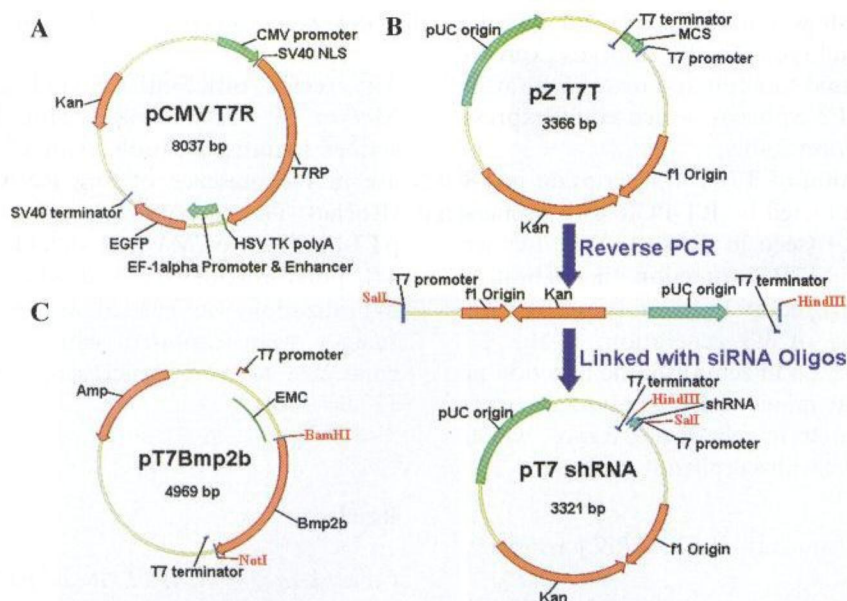 A
CMV promoter
SV40 NLS
Kan
pCMV T7R
8037 bp
T7RP
SV40 terminator
EGFP
HSV TK polyA
EF-1alpha Promoter & Enhancer
B
T7 terminator
MCS
pUC origin
T7 promoter
pZ T7T
3366 bp
f1 Origin
Kan
Reverse PCR
T7 promoter
SalI
f1 Origin
Kan
pUC origin
T7 terminator
HindIII
Linked with siRNA Oligos
T7 terminator
HindIII
shRNA
pUC origin
SalI
T7 promoter
pT7 shRNA
3321 bp
f1 Origin
Kan
C
T7 promoter
Amp
EMC
BamHI
pT7Bmp2b
4969 bp
Bmp2b
T7 terminator
NotI